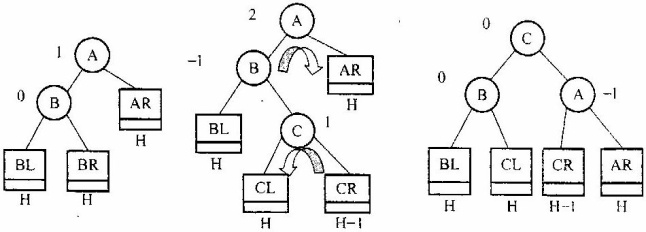 1 A
0 B
AR
H
BL BR
H H
2 A
-1 B
AR
H
BL
H
C 1
CL CR
H H-1
0 C
0 B A -1
BL CL CR AR
H H H-1 H